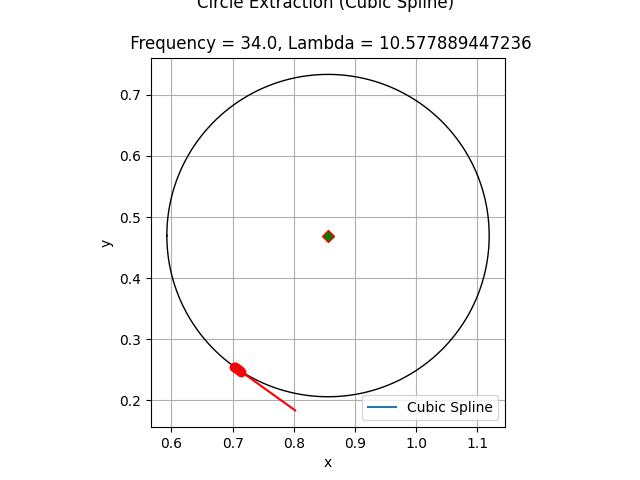 Circle Extraction (Cubic Spline)
Frequency = 34.0, Lambda = 10.577889447236
0.7
0.6
0.5
0.4
0.3
0.2
y
Cubic Spline
0.6 0.7 0.8 0.9 1.0 1.1
x